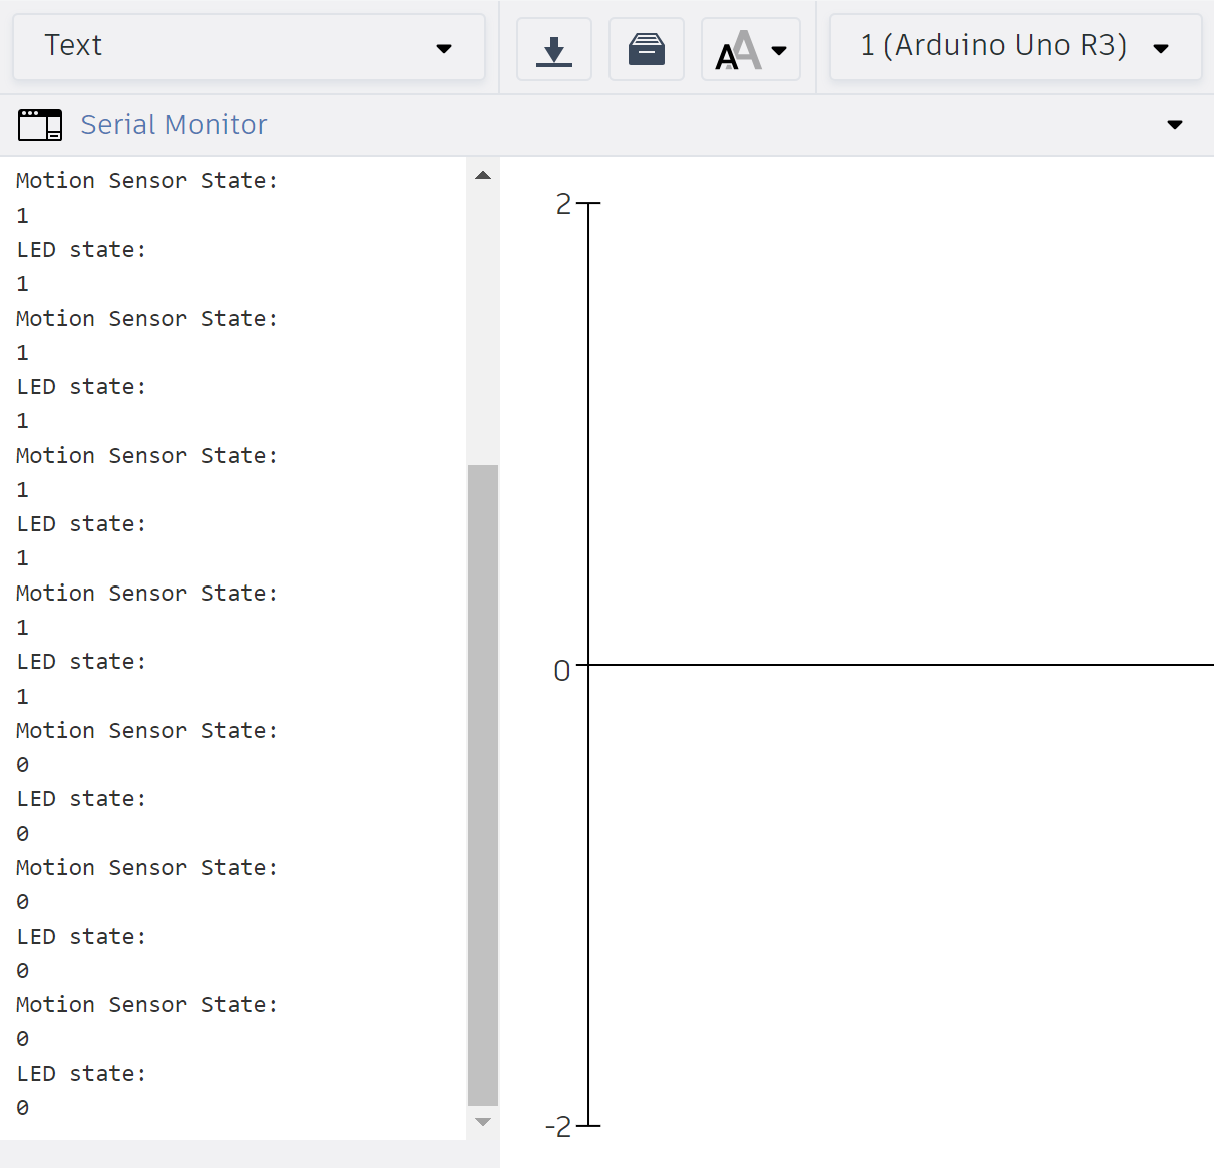 Text
1 (Arduino Uno R3)
Serial Monitor
Motion Sensor State:
1
LED state:
1
Motion Sensor State:
1
LED state:
1
Motion Sensor State:
1
LED state:
1
Motion Sensor State:
1
LED state:
1
Motion Sensor State:
0
LED state:
0
Motion Sensor State:
0
LED state:
0
Motion Sensor State:
0
LED state:
0
2
0
-2